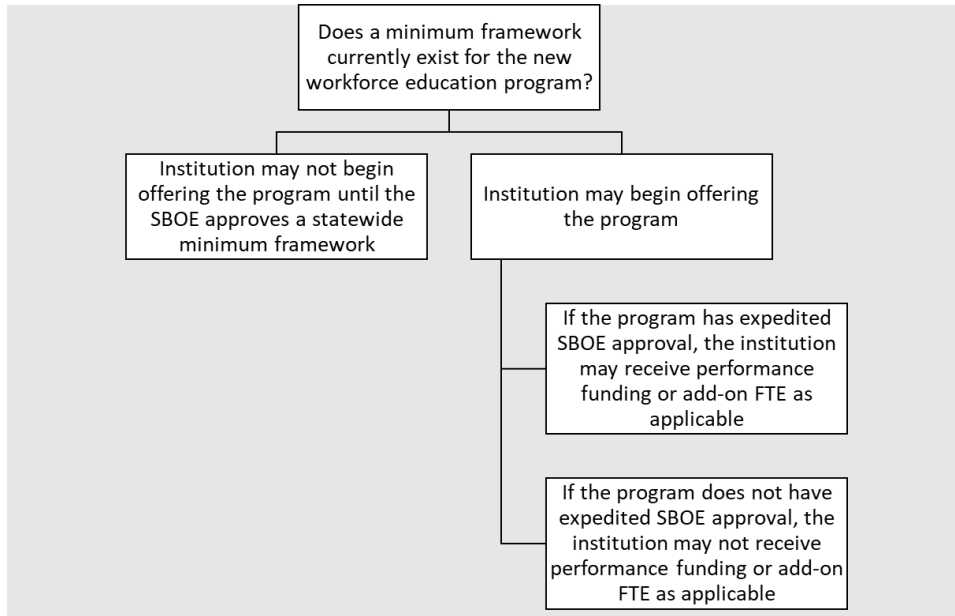 Does a minimum framework
currently exist for the new
workforce education program?
Institution may not begin
offering the program until the
SBOE approves a statewide
minimum framework
Institution may begin offering
the program
If the program has expedited
SBOE approval, the institution
may receive performance
funding or add-on FTE as
applicable
If the program does not have
expedited SBOE approval, the
institution may not receive
performance funding or add-on
FTE as applicable